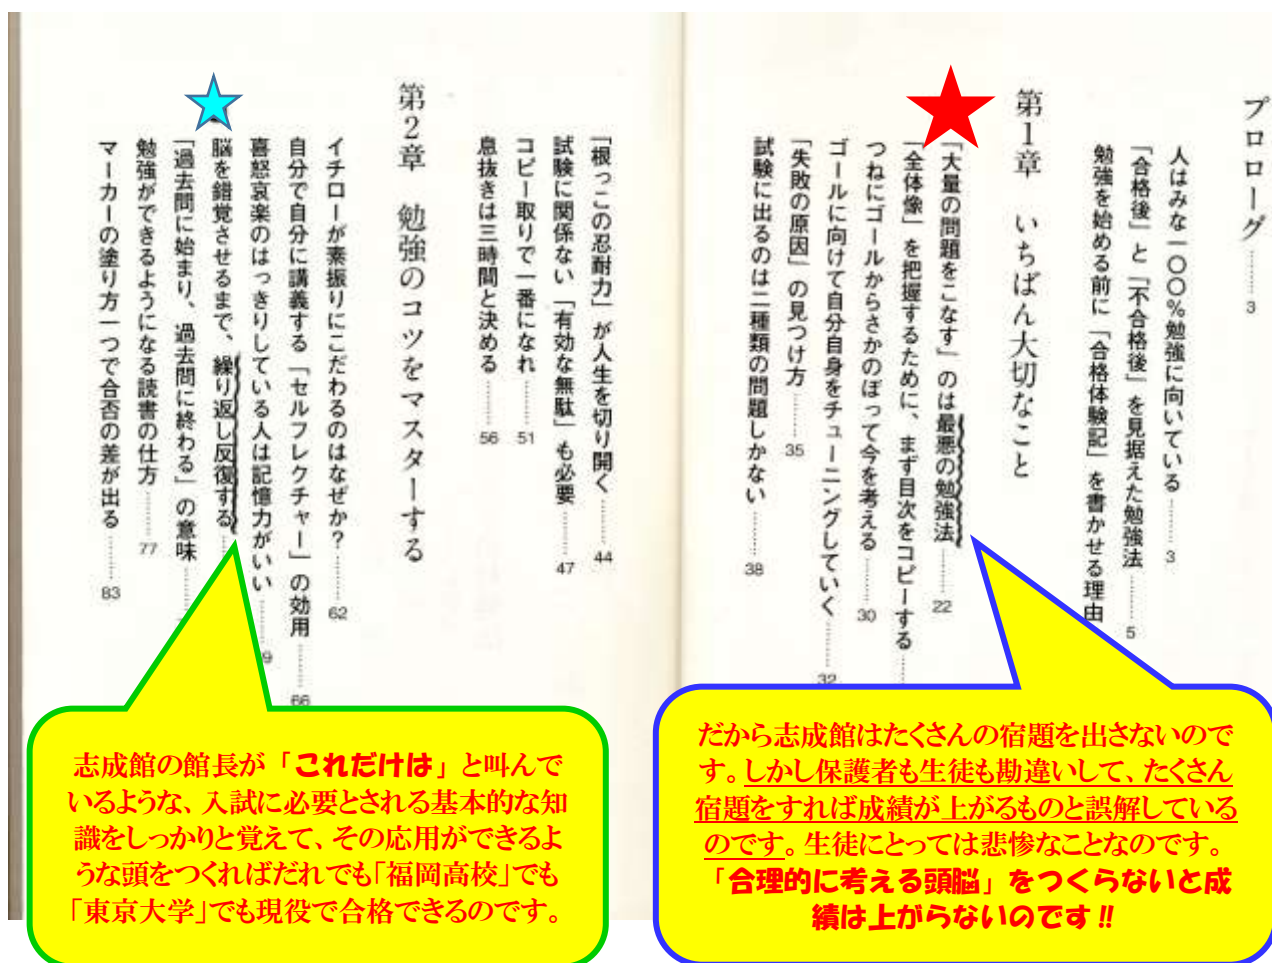 プロローグ………3
人はみな一〇〇％勉強に向いている………3
「合格後」と「不合格後」を見据えた勉強法………5
勉強を始める前に「合格体験記」を書かせる理由
第1章 いちばん大切なこと
「大量の問題をこなす」のは最悪の勉強法………22
「全体像」を把握するために、まず目次をコピーする………
つねにゴールからさかのぼって今を考える………30
ゴールに向けて自分自身をチューニングしていく………32
「失敗の原因」の見つけ方………35
試験に出るのは二種類の問題しかない………38
「根っこの忍耐力」が人生を切り開く………44
試験に関係ない「有効な無駄」も必要………47
コピー取りで一番になれ………51
息抜きは三時間と決める………56
第2章 勉強のコツをマスターする
イチローが素振りにこだわるのはなぜか？………62
自分で自分に講義する「セルフレクチャー」の効用………66
喜怒哀楽のはっきりしている人は記憶力がいい………9
脳を錯覚させるまで、繰り返し反復する………
「過去問に始まり、過去問に終わる」の意味………
勉強ができるようになる読書の仕方………77
マーカーの塗り方一つで合否の差が出る………83
だから志成館はたくさんの宿題を出さないので
す。しかし保護者も生徒も勘違いして、たくさん
宿題をすれば成績が上がるものと誤解している
のです。生徒にとっては悲惨なことなのです。
「合理的に考える頭脳」をつくらないと成
績は上がらないのです!!
志成館の館長が「これだけは」と叫んで
いるような、入試に必要とされる基本的な知
識をしっかりと覚えて、その応用ができるよ
うな頭をつくればだれでも「福岡高校」でも
「東京大学」でも現役で合格できるのです。